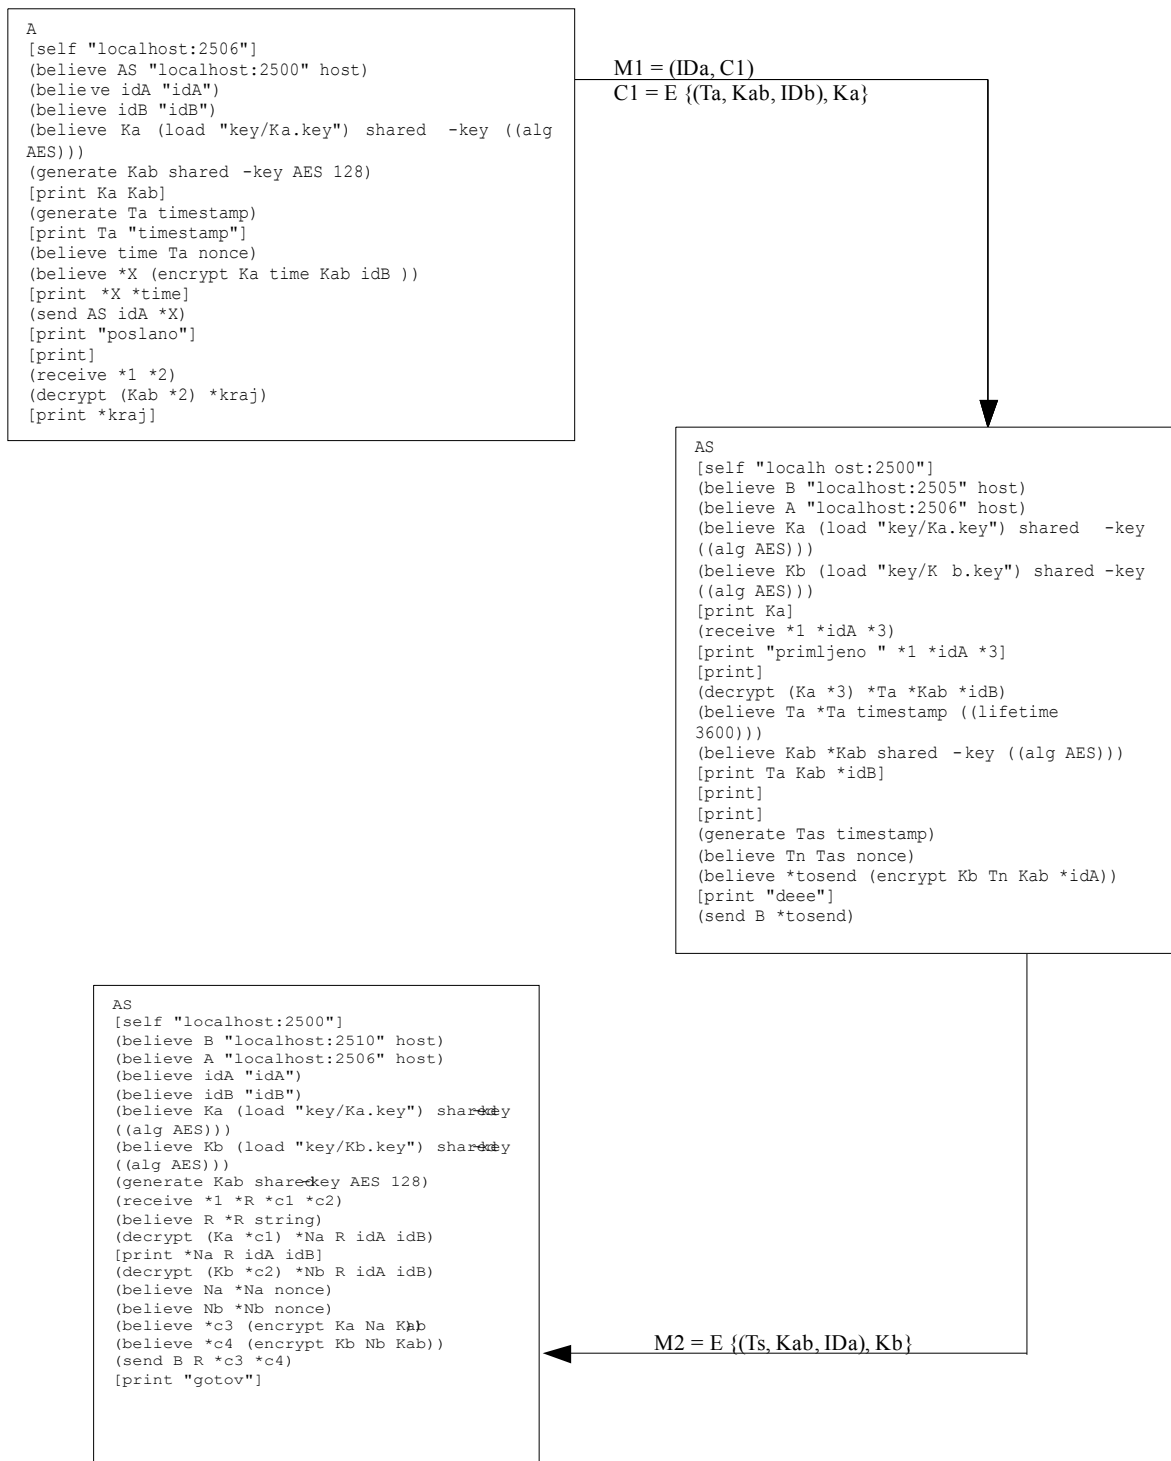 A
[self "localhost:2506"]
(believe AS "localhost:2500" host)
(believe idA "idA")
(believe idB "idB")
(believe Ka (load "key/Ka.key") shared -key ((alg
AES)))
(generate Kab shared -key AES 128)
[print Ka Kab]
(generate Ta timestamp)
[print Ta "timestamp"]
(believe time Ta nonce)
(believe *X (encrypt Ka time Kab idB ))
[print *X *time]
(send AS idA *X)
[print "poslano"]
[print]
(receive *1 *2)
(decrypt (Kab *2) *kraj)
[print *kraj]
M1 = (IDa, C1)
C1 = E {(Ta, Kab, IDb), Ka}
AS
[self "localh ost:2500"]
(believe B "localhost:2505" host)
(believe A "localhost:2506" host)
(believe Ka (load "key/Ka.key") shared -key
((alg AES)))
(believe Kb (load "key/K b.key") shared -key
((alg AES)))
[print Ka]
(receive *1 *idA *3)
[print "primljeno " *1 *idA *3]
[print]
(decrypt (Ka *3) *Ta *Kab *idB)
(believe Ta *Ta timestamp ((lifetime
3600)))
(believe Kab *Kab shared -key ((alg AES)))
[print Ta Kab *idB]
[print]
[print]
(generate Tas timestamp)
(believe Tn Tas nonce)
(believe *tosend (encrypt Kb Tn Kab *idA))
[print "deee"]
(send B *tosend)
AS
[self "localhost:2500"]
(believe B "localhost:2510" host)
(believe A "localhost:2506" host)
(believe idA "idA")
(believe idB "idB")
(believe Ka (load "key/Ka.key") shared-key
((alg AES)))
(believe Kb (load "key/Kb.key") shared-key
((alg AES)))
(generate Kab shared-key AES 128)
(receive *1 *R *c1 *c2)
(believe R *R string)
(decrypt (Ka *c1) *Na R idA idB)
[print *Na R idA idB]
(decrypt (Kb *c2) *Nb R idA idB)
(believe Na *Na nonce)
(believe Nb *Nb nonce)
(believe *c3 (encrypt Ka Na Kab))
(believe *c4 (encrypt Kb Nb Kab))
(send B R *c3 *c4)
[print "gotov"]
M2 = E {(Ts, Kab, IDa), Kb}